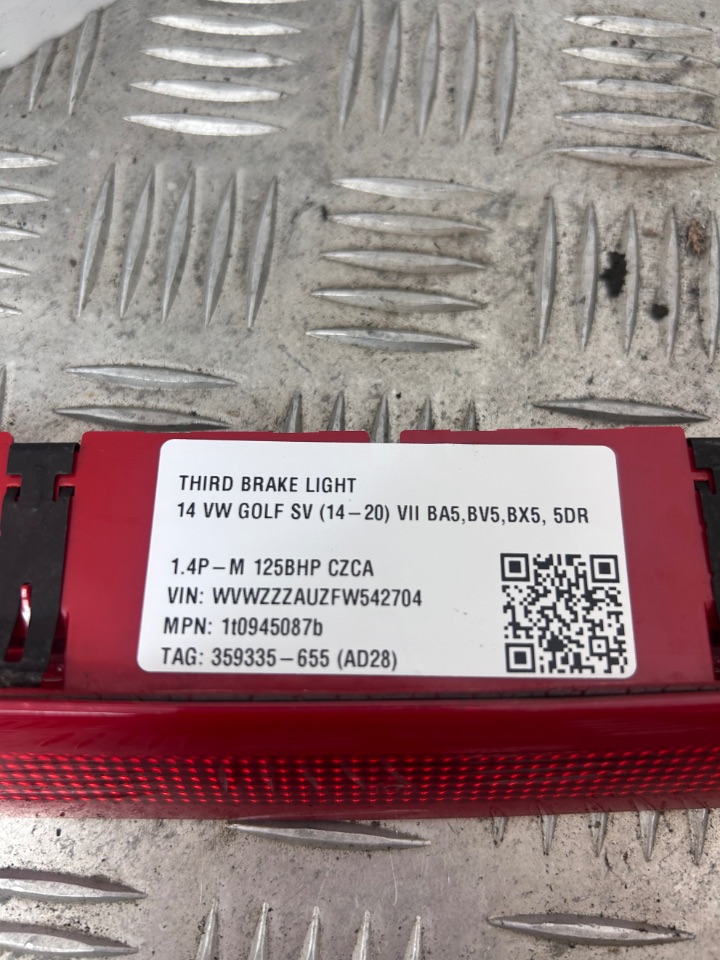 THIRD BRAKE LIGHT
14 VW GOLF SV (14-20) VII BA5,BV5,BX5, 5DR
1.4P-M 125BHP CZCA
VIN: WVWZZZAUZFW542704
MPN: 1t0945087b
TAG: 359335-655 (AD28)